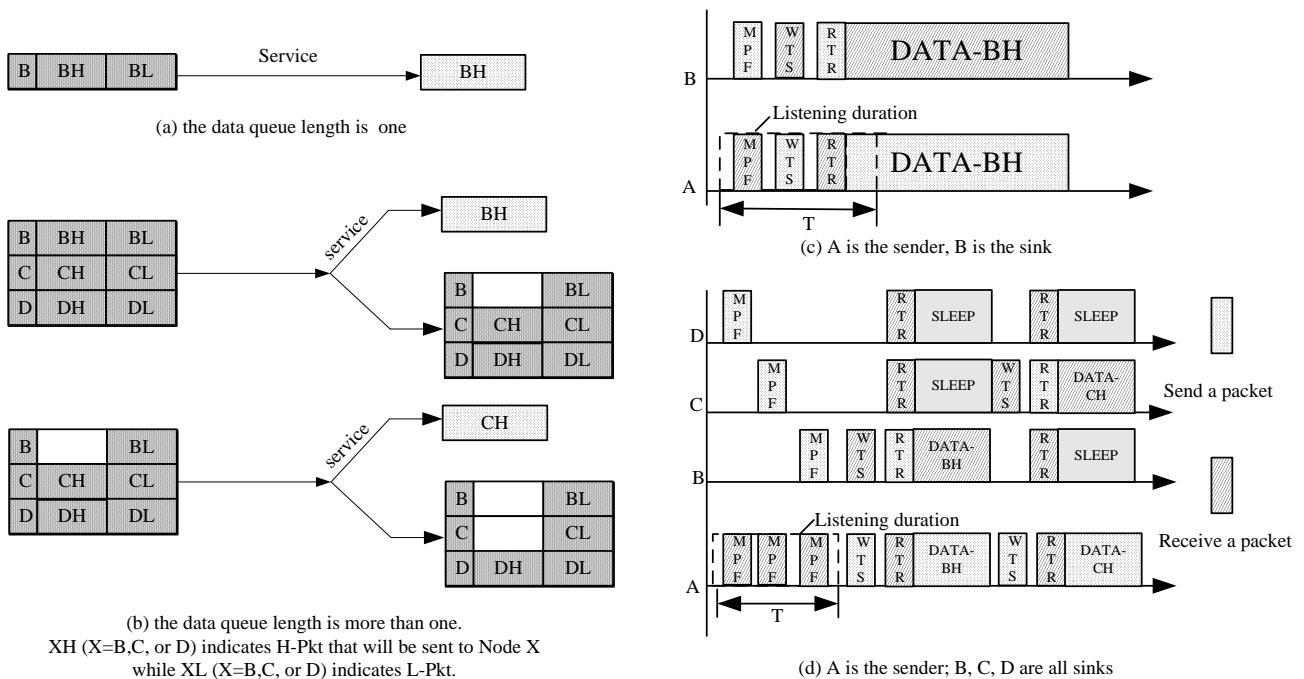 B BH BL
Service
BH
(a) the data queue length is one
B BH BL
C CH CL
D DH DL
service
BH
B BL
C CH CL
D DH DL
B BL
C CH CL
D DH DL
service
CH
B BL
C CL
D DH DL
(b) the data queue length is more than one.
XH (X=B,C, or D) indicates H-Pkt that will be sent to Node X
while XL (X=B,C, or D) indicates L-Pkt.
B
MPF WTS RTR DATA-BH
Listening duration
A
MPF WTS RTR DATA-BH
T
(c) A is the sender, B is the sink
D
MPF RTR SLEEP RTR SLEEP
C
MPF RTR SLEEP WTS RTR DATA-CH
B
MPF WTS RTR DATA-BH RTR SLEEP
Listening duration
A
MPF MPF MPF WTS RTR DATA-BH WTS RTR DATA-CH
T
Send a packet
Receive a packet
(d) A is the sender; B, C, D are all sinks